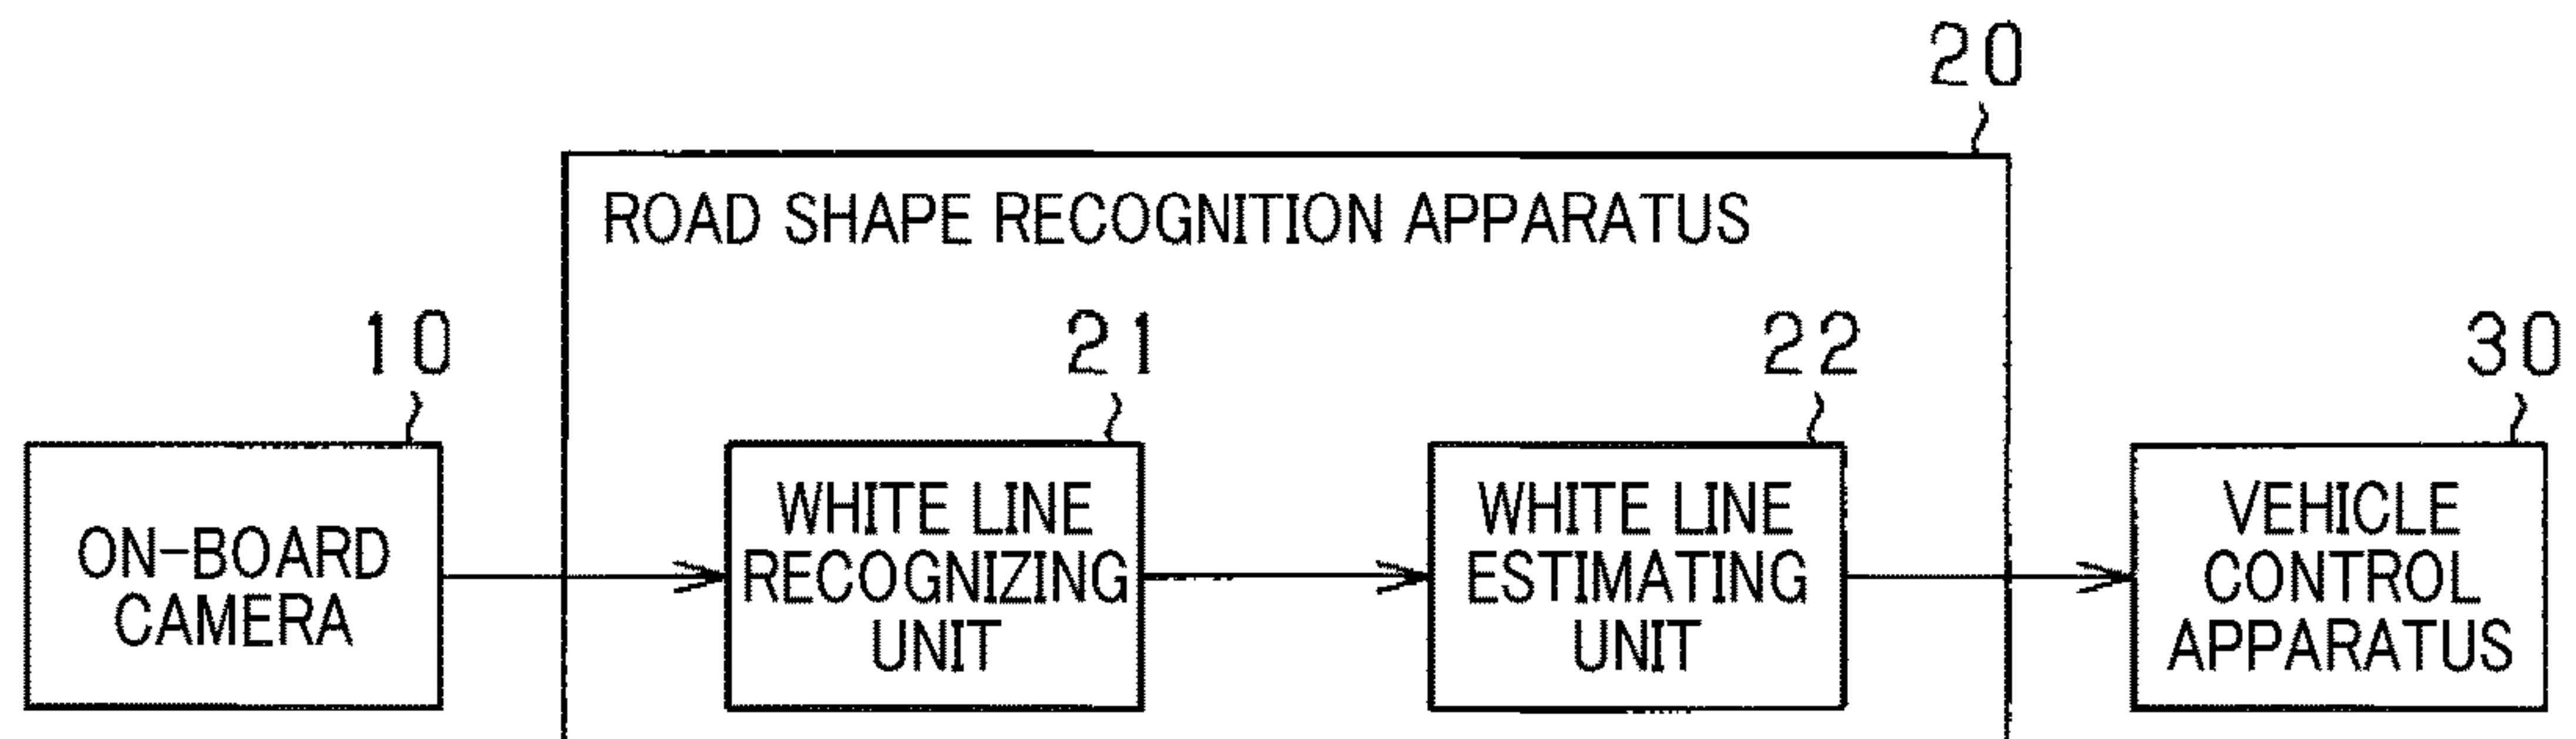 20
ROAD SHAPE RECOGNITION APPARATUS
10
21
22
30
ON-BOARD
CAMERA
WHITE LINE
RECOGNIZING
UNIT
WHITE LINE
ESTIMATING
UNIT
VEHICLE
CONTROL
APPARATUS